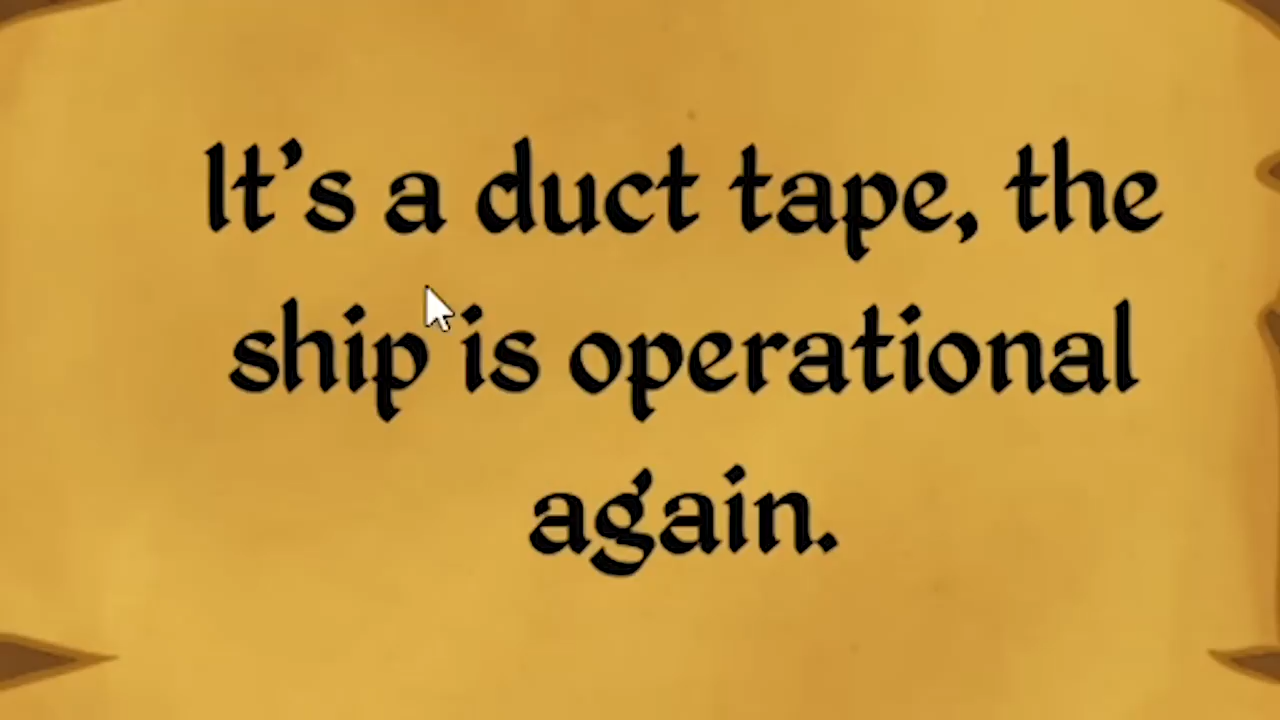 It's a duct tape, the
ship is operational
again.